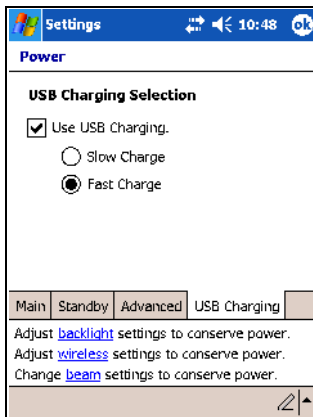 Settings 10:48 ok
Power
USB Charging Selection
Use USB Charging.
Slow Charge
Fast Charge
Main Standby Advanced USB Charging
Adjust backlight settings to conserve power.
Adjust wireless settings to conserve power.
Change beam settings to conserve power.